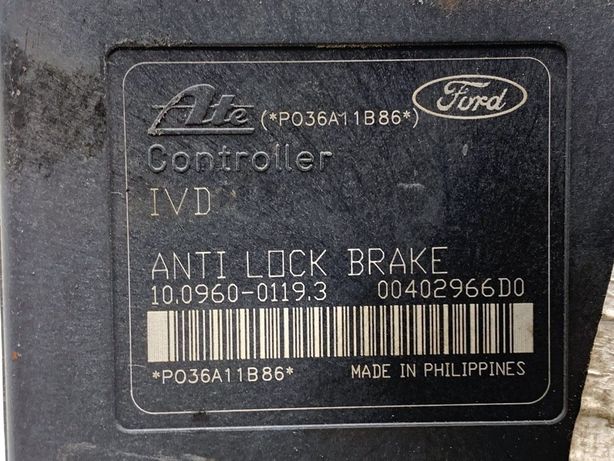 Ate (*P036A11B86*) Ford
Controller
IVD
ANTI LOCK BRAKE
10.0960-0119.3 00402966D0
*P036A11B86* MADE IN PHILIPPINES